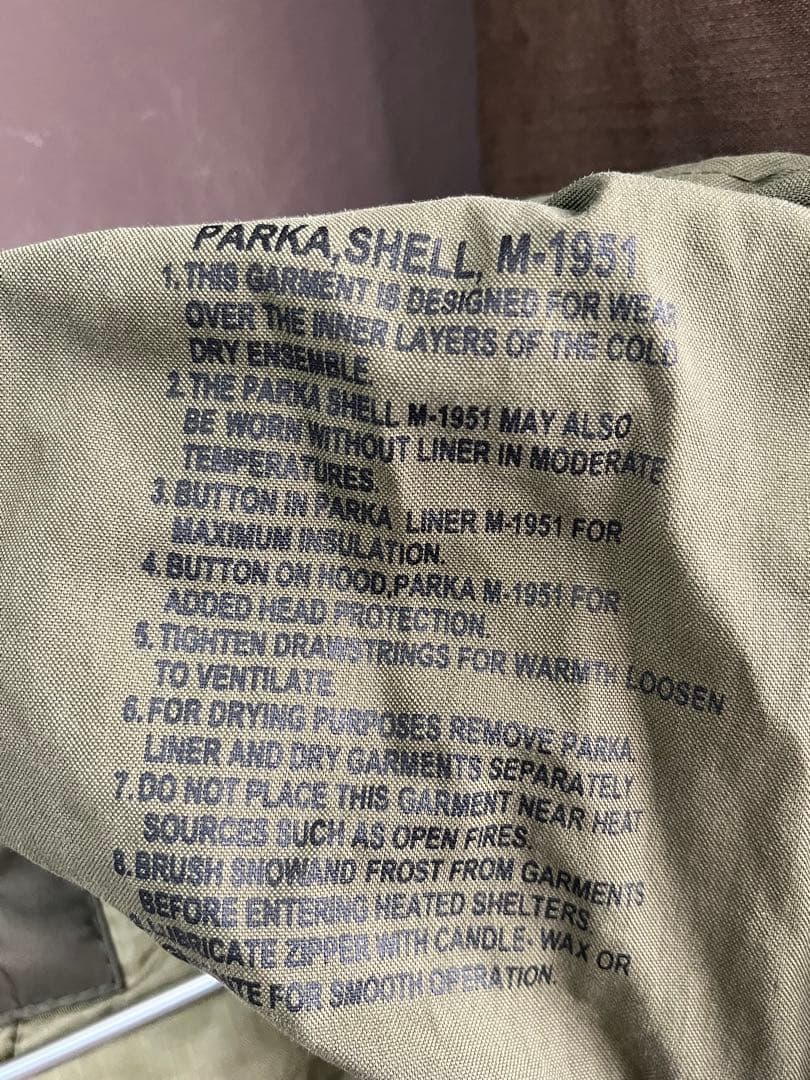 PARKA,SHELL, M-1951
1.THIS GARMENT IS DESIGNED FOR WEAR
OVER THE INNER LAYERS OF THE COLD
DRY ENSEMBLE.
2.THE PARKA SHELL M-1951 MAY ALSO
BE WORN WITHOUT LINER IN MODERATE
TEMPERATURES.
3.BUTTON IN PARKA LINER M-1951 FOR
MAXIMUM INSULATION.
4.BUTTON ON HOOD,PARKA M-1951 FOR
ADDED HEAD PROTECTION.
5.TIGHTEN DRAWSTRINGS FOR WARMTH LOOSEN
TO VENTILATE
6.FOR DRYING PURPOSES REMOVE PARKA
LINER AND DRY GARMENTS SEPARATELY
7.DO NOT PLACE THIS GARMENT NEAR HEAT
SOURCES SUCH AS OPEN FIRES.
8.BRUSH SNOWAND FROST FROM GARMENTS
BEFORE ENTERING HEATED SHELTERS
LUBRICATE ZIPPER WITH CANDLE-WAX OR
FOR SMOOTH OPERATION.